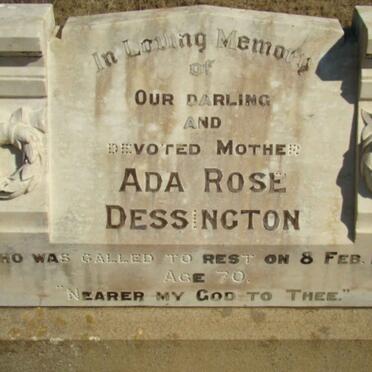 In Loving Memory
of
OUR DARLING
AND
DEVOTED MOTHER
ADA ROSE
DESSINGTON
WAS CALLED TO REST ON 8 FEB.
AGE 70.
"NEARER MY GOD TO THEE."